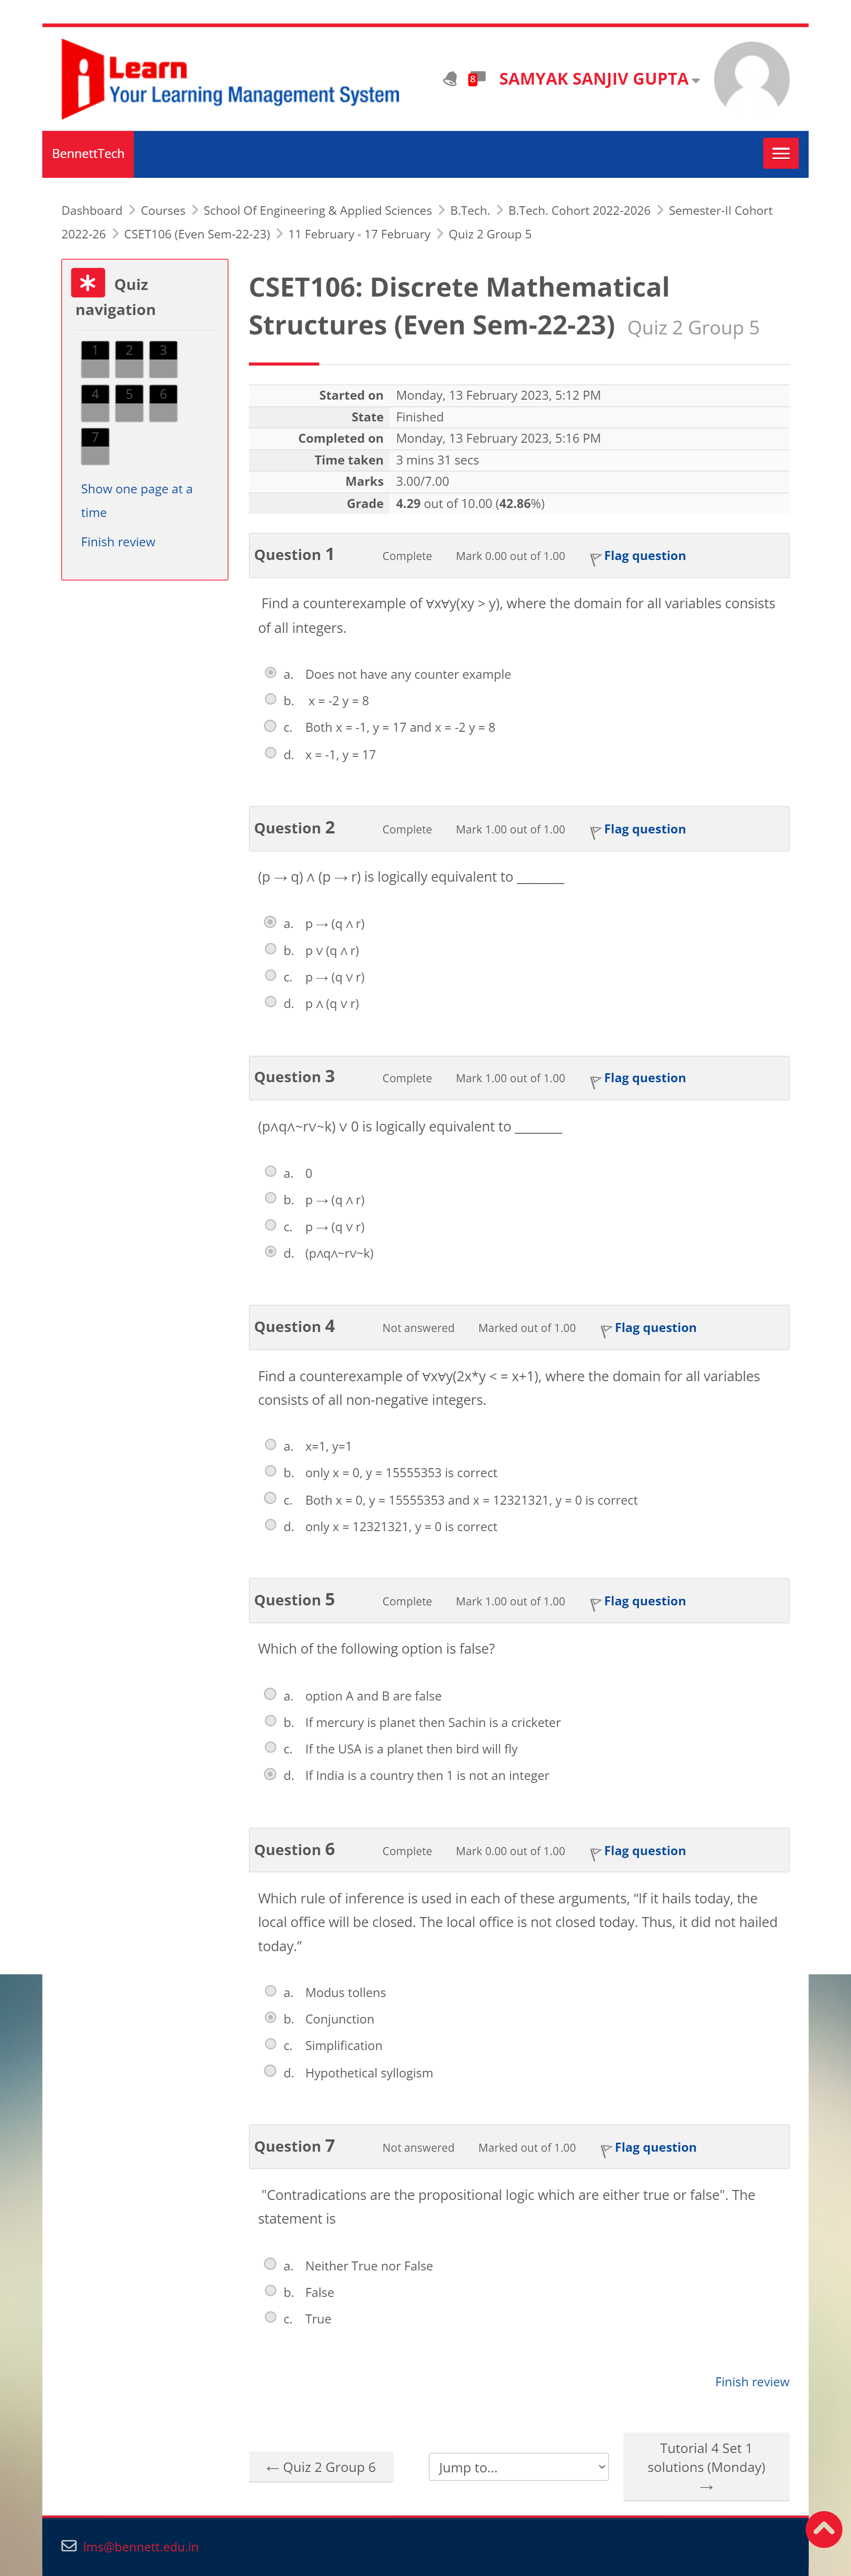 Learn
Your Learning Management System
8
SAMYAK SANJIV GUPTA
BennettTech
Dashboard > Courses > School Of Engineering & Applied Sciences > B.Tech. > B.Tech. Cohort 2022-2026 > Semester-II Cohort
2022-26 > CSET106 (Even Sem-22-23) > 11 February - 17 February > Quiz 2 Group 5
Quiz
navigation
1 2 3
4 5 6
7
Show one page at a
time
Finish review
CSET106: Discrete Mathematical
Structures (Even Sem-22-23) Quiz 2 Group 5
Started on Monday, 13 February 2023, 5:12 PM
State Finished
Completed on Monday, 13 February 2023, 5:16 PM
Time taken 3 mins 31 secs
Marks 3.00/7.00
Grade 4.29 out of 10.00 (42.86%)
Question 1 Complete Mark 0.00 out of 1.00 Flag question
Find a counterexample of ∀x∀y(xy > y), where the domain for all variables consists
of all integers.
a. Does not have any counter example
b. x = -2 y = 8
c. Both x = -1, y = 17 and x = -2 y = 8
d. x = -1, y = 17
Question 2 Complete Mark 1.00 out of 1.00 Flag question
(p → q) ∧ (p → r) is logically equivalent to _______
a. p → (q ∧ r)
b. p ∨ (q ∧ r)
c. p → (q ∨ r)
d. p ∧ (q ∨ r)
Question 3 Complete Mark 1.00 out of 1.00 Flag question
(p∧q∧~r∨~k) ∨ 0 is logically equivalent to _______
a. 0
b. p → (q ∧ r)
c. p → (q ∨ r)
d. (p∧q∧~r∨~k)
Question 4 Not answered Marked out of 1.00 Flag question
Find a counterexample of ∀x∀y(2x*y < = x+1), where the domain for all variables
consists of all non-negative integers.
a. x=1, y=1
b. only x = 0, y = 15555353 is correct
c. Both x = 0, y = 15555353 and x = 12321321, y = 0 is correct
d. only x = 12321321, y = 0 is correct
Question 5 Complete Mark 1.00 out of 1.00 Flag question
Which of the following option is false?
a. option A and B are false
b. If mercury is planet then Sachin is a cricketer
c. If the USA is a planet then bird will fly
d. If India is a country then 1 is not an integer
Question 6 Complete Mark 0.00 out of 1.00 Flag question
Which rule of inference is used in each of these arguments, “If it hails today, the
local office will be closed. The local office is not closed today. Thus, it did not hailed
today.”
a. Modus tollens
b. Conjunction
c. Simplification
d. Hypothetical syllogism
Question 7 Not answered Marked out of 1.00 Flag question
"Contradictions are the propositional logic which are either true or false". The
statement is
a. Neither True nor False
b. False
c. True
Finish review
← Quiz 2 Group 6
Jump to...
Tutorial 4 Set 1
solutions (Monday)
→
lms@bennett.edu.in